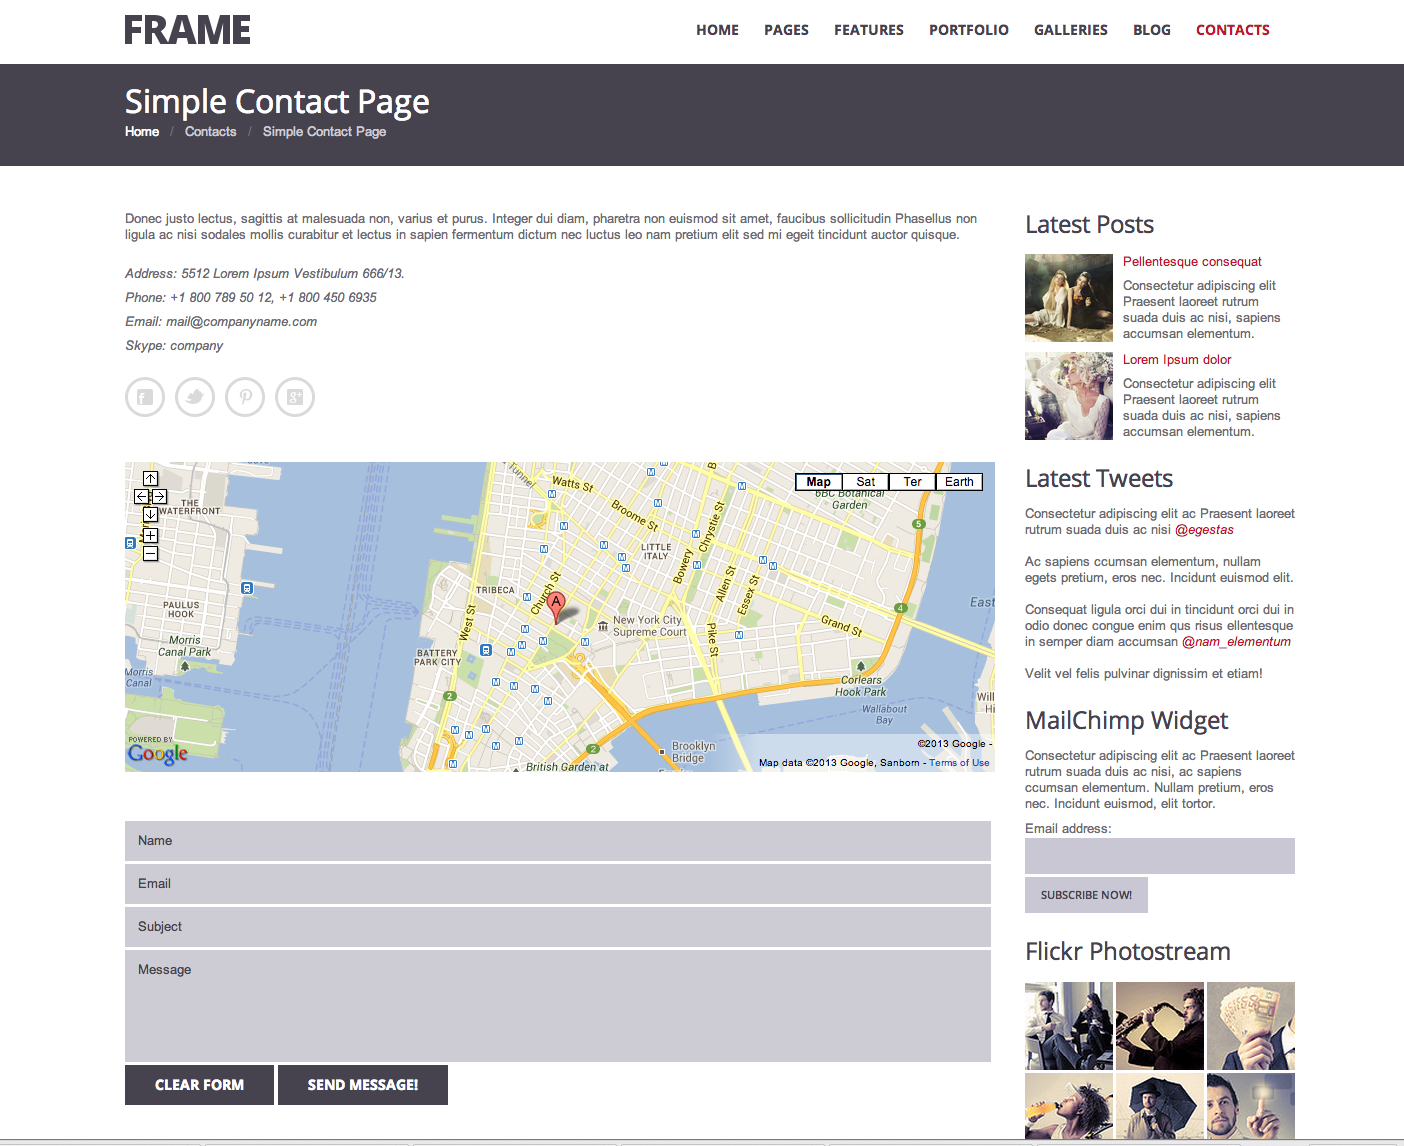 FRAME
HOME PAGES FEATURES PORTFOLIO GALLERIES BLOG CONTACTS
Simple Contact Page
Home / Contacts / Simple Contact Page
Donec justo lectus, sagittis at malesuada non, varius et purus. Integer dui diam, pharetra non euismod sit amet, faucibus sollicitudin Phasellus non
ligula ac nisi sodales mollis curabitur et lectus in sapien fermentum dictum nec luctus leo nam pretium elit sed mi egeit tincidunt auctor quisque.
Address: 5512 Lorem Ipsum Vestibulum 666/13.
Phone: +1 800 789 50 12, +1 800 450 6935
Email: mail@companyname.com
Skype: company
Map Sat Ter Earth
6BC Botanical
Garden
THE
WATERFRONT
Tunnel
Watts St
Broome St
Chrystie St
LITTLE
ITALY
Bowery
TRIBECA
Church St
Allen St
Essex St
PAULUS
HOOK
West St
A
New York City
Supreme Court
Pike St
Grand St
East
5
4
Morris
Canal Park
Morris
Canal
BATTERY
PARK CITY
Corlears
Hook Park
Wallabout
Bay
Will
Hi
2
2
Brooklyn
Bridge
British Garden at
POWERED BY
Google
©2013 Google -
Map data ©2013 Google, Sanborn - Terms of Use
Name
Email
Subject
Message
CLEAR FORM SEND MESSAGE!
Latest Posts
Pellentesque consequat
Consectetur adipiscing elit
Praesent laoreet rutrum
suada duis ac nisi, sapiens
accumsan elementum.
Lorem Ipsum dolor
Consectetur adipiscing elit
Praesent laoreet rutrum
suada duis ac nisi, sapiens
accumsan elementum.
Latest Tweets
Consectetur adipiscing elit ac Praesent laoreet
rutrum suada duis ac nisi @egestas
Ac sapiens ccumsan elementum, nullam
egets pretium, eros nec. Incidunt euismod elit.
Consequat ligula orci dui in tincidunt orci dui in
odio donec congue enim qus risus ellentesque
in semper diam accumsan @nam_elementum
Velit vel felis pulvinar dignissim et etiam!
MailChimp Widget
Consectetur adipiscing elit ac Praesent laoreet
rutrum suada duis ac nisi, ac sapiens
ccumsan elementum. Nullam pretium, eros
nec. Incidunt euismod, elit tortor.
Email address:
SUBSCRIBE NOW!
Flickr Photostream